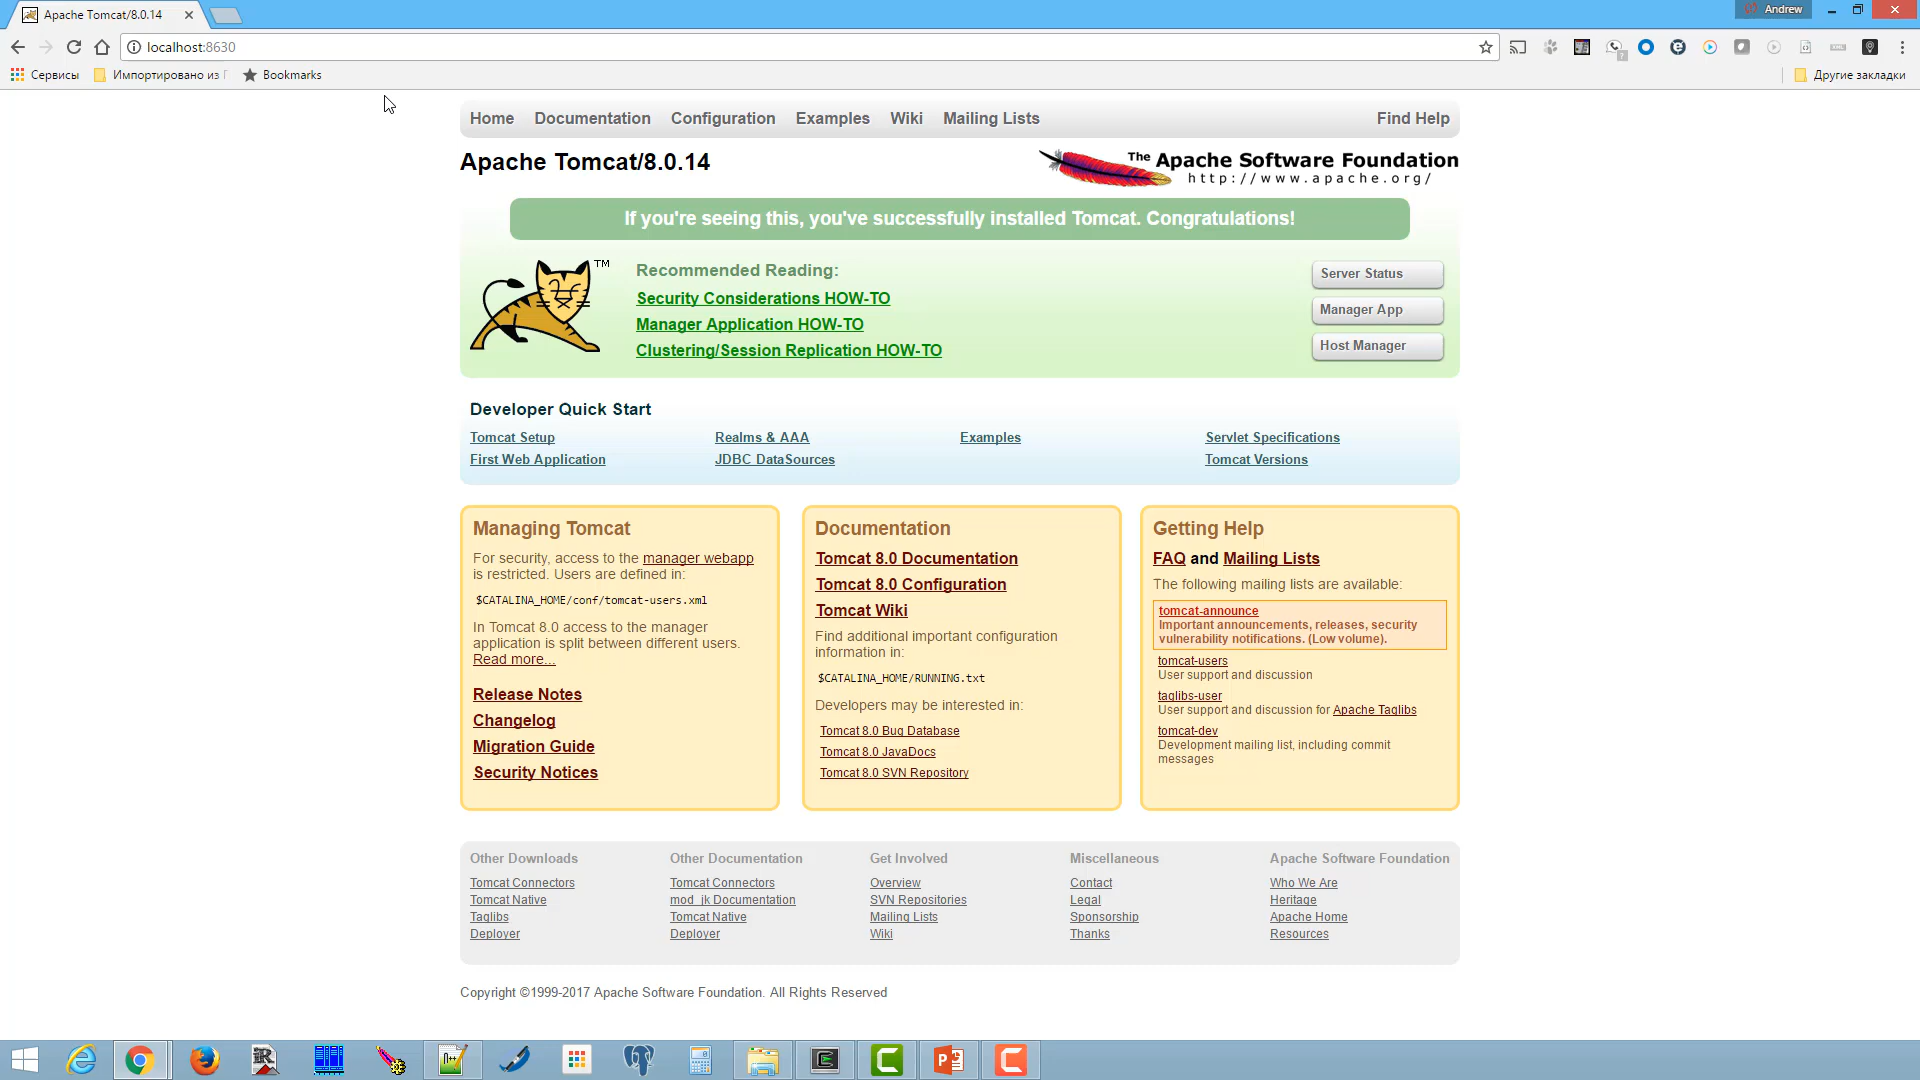 Apache Tomcat/8.0.14
Andrew
localhost:8630
Сервисы
Импортировано из
Bookmarks
Другие закладки
Home Documentation Configuration Examples Wiki Mailing Lists Find Help
Apache Tomcat/8.0.14
The Apache Software Foundation
http://www.apache.org/
If you're seeing this, you've successfully installed Tomcat. Congratulations!
TM
Recommended Reading:
Security Considerations HOW-TO
Manager Application HOW-TO
Clustering/Session Replication HOW-TO
Server Status
Manager App
Host Manager
Developer Quick Start
Tomcat Setup
First Web Application
Realms & AAA
JDBC DataSources
Examples
Servlet Specifications
Tomcat Versions
Managing Tomcat
For security, access to the manager webapp
is restricted. Users are defined in:
$CATALINA_HOME/conf/tomcat-users.xml
In Tomcat 8.0 access to the manager
application is split between different users.
Read more...
Release Notes
Changelog
Migration Guide
Security Notices
Documentation
Tomcat 8.0 Documentation
Tomcat 8.0 Configuration
Tomcat Wiki
Find additional important configuration
information in:
$CATALINA_HOME/RUNNING.txt
Developers may be interested in:
Tomcat 8.0 Bug Database
Tomcat 8.0 JavaDocs
Tomcat 8.0 SVN Repository
Getting Help
FAQ and Mailing Lists
The following mailing lists are available:
tomcat-announce
Important announcements, releases, security
vulnerability notifications. (Low volume).
tomcat-users
User support and discussion
taglibs-user
User support and discussion for Apache Taglibs
tomcat-dev
Development mailing list, including commit
messages
Other Downloads
Tomcat Connectors
Tomcat Native
Taglibs
Deployer
Other Documentation
Tomcat Connectors
mod_jk Documentation
Tomcat Native
Deployer
Get Involved
Overview
SVN Repositories
Mailing Lists
Wiki
Miscellaneous
Contact
Legal
Sponsorship
Thanks
Apache Software Foundation
Who We Are
Heritage
Apache Home
Resources
Copyright ©1999-2017 Apache Software Foundation. All Rights Reserved